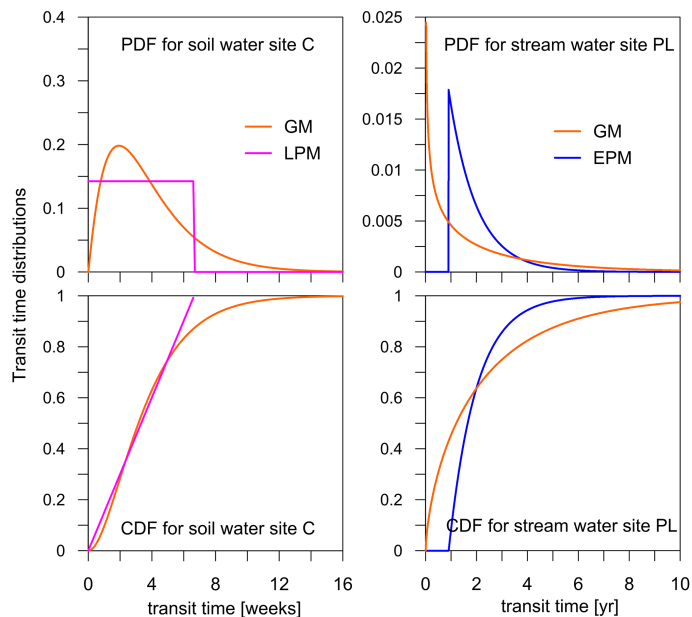 Transit time distributions
PDF for soil water site C
GM
LPM
0.4
0.3
0.2
0.1
0
PDF for stream water site PL
GM
EPM
0.025
0.02
0.015
0.01
0.005
0
CDF for soil water site C
1
0.8
0.6
0.4
0.2
0
0 4 8 12 16
transit time [weeks]
CDF for stream water site PL
1
0.8
0.6
0.4
0.2
0
0 2 4 6 8 10
transit time [yr]